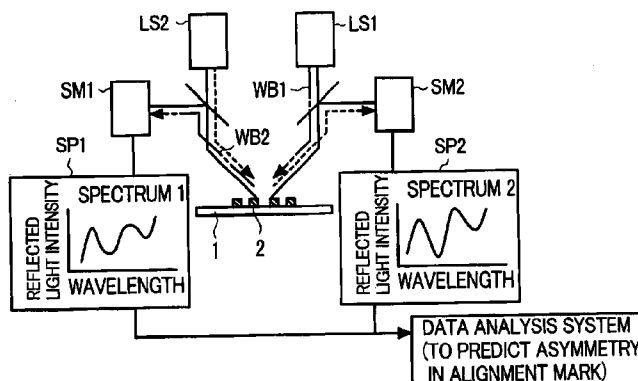 LS2
LS1
SM1
WB1
SM2
WB2
SP1
SP2
SPECTRUM 1
REFLECTED
LIGHT INTENSITY
WAVELENGTH
1
2
SPECTRUM 2
REFLECTED
LIGHT INTENSITY
WAVELENGTH
DATA ANALYSIS SYSTEM
(TO PREDICT ASYMMETRY
IN ALIGNMENT MARK)